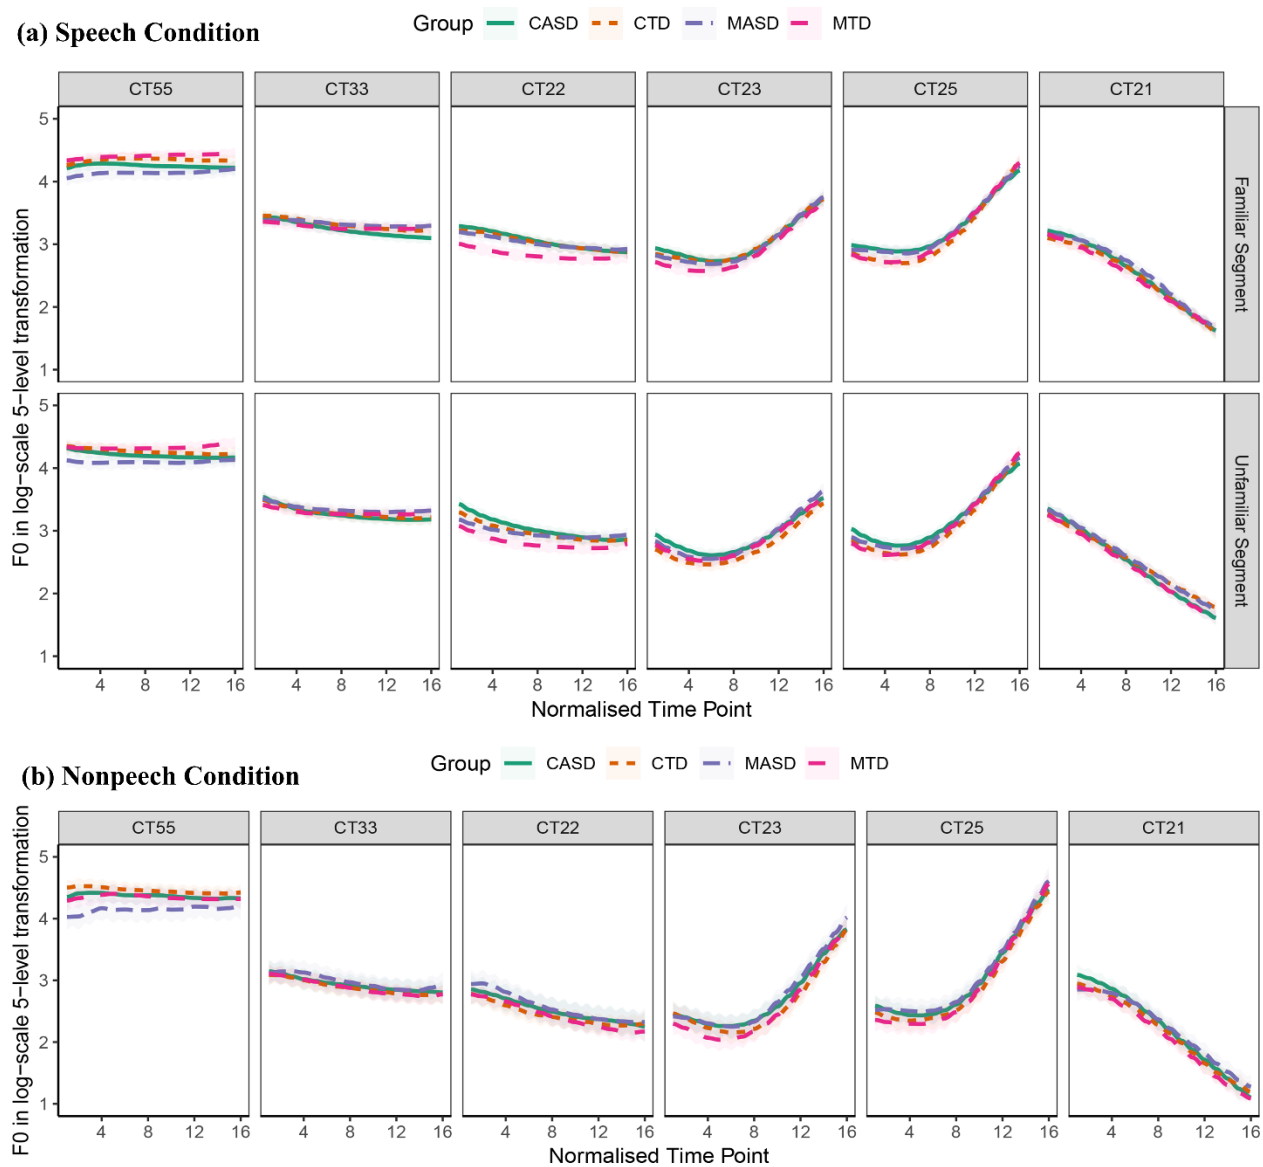 (a) Speech Condition
Group CASD CTD MASD MTD
CT55 CT33 CT22 CT23 CT25 CT21
F0 in log−scale 5−level transformation
5
4
3
2
1
Familiar Segment
5
4
3
2
1
Unfamiliar Segment
4 8 12 16 4 8 12 16 4 8 12 16 4 8 12 16 4 8 12 16 4 8 12 16
Normalised Time Point
(b) Nonpeech Condition
Group CASD CTD MASD MTD
CT55 CT33 CT22 CT23 CT25 CT21
F0 in log−scale 5−level transformation
5
4
3
2
1
4 8 12 16 4 8 12 16 4 8 12 16 4 8 12 16 4 8 12 16 4 8 12 16
Normalised Time Point